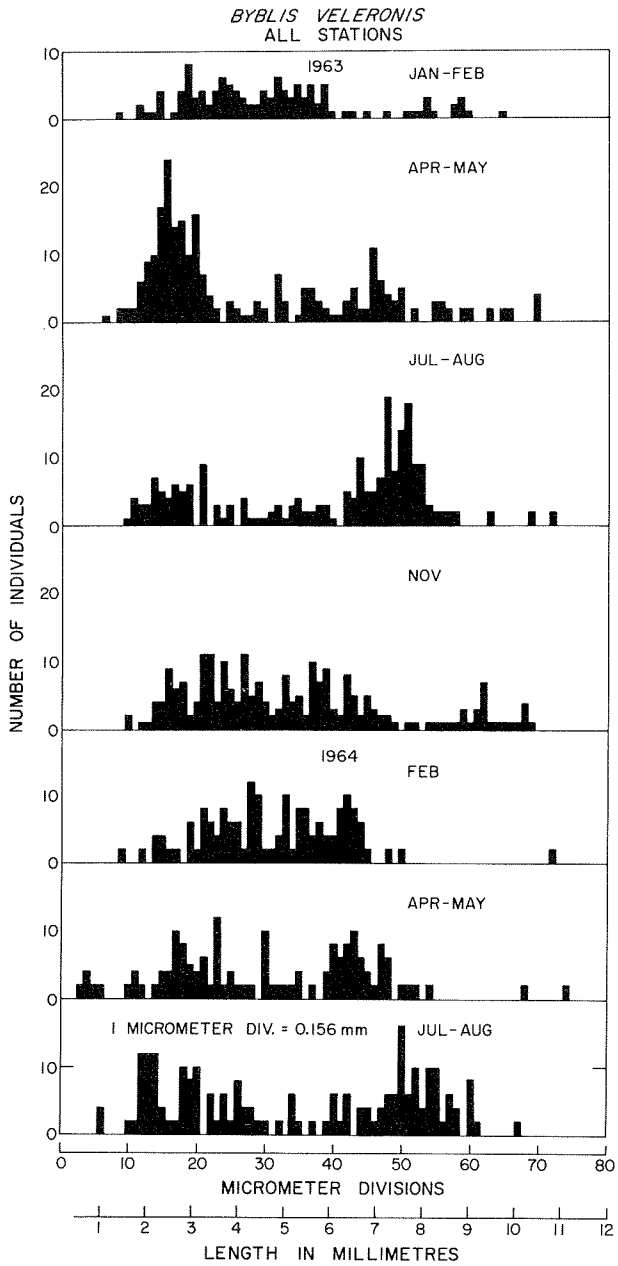 BYBLIS VELERONIS
ALL STATIONS
10
1963
JAN-FEB
0
APR-MAY
20
10
0
JUL-AUG
20
10
0
NOV
20
10
0
1964
FEB
10
0
APR-MAY
10
0
1 MICROMETER DIV. = 0.156 mm
JUL-AUG
10
0
NUMBER OF INDIVIDUALS
0 10 20 30 40 50 60 70 80
MICROMETER DIVISIONS
1 2 3 4 5 6 7 8 9 10 11 12
LENGTH IN MILLIMETRES